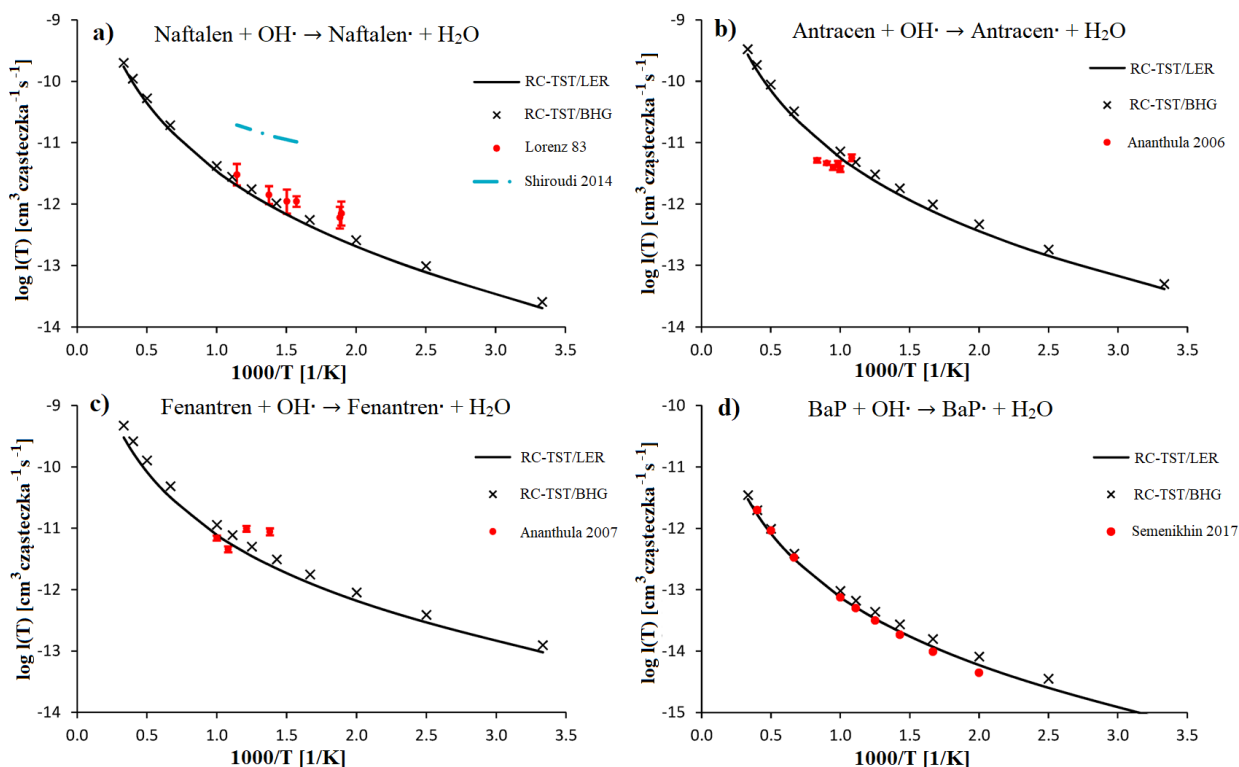 a) Naftalen + OH· → Naftalen· + H₂O
RC-TST/LER
RC-TST/BHG
Lorenz 83
Shiroudi 2014
-9
-10
-11
-12
-13
-14
0.0 0.5 1.0 1.5 2.0 2.5 3.0 3.5
1000/T [1/K]
log l(T) [cm³ cząsteczka⁻¹s⁻¹]
b) Antracen + OH· → Antracen· + H₂O
RC-TST/LER
RC-TST/BHG
Ananthula 2006
-9
-10
-11
-12
-13
-14
0.0 0.5 1.0 1.5 2.0 2.5 3.0 3.5
1000/T [1/K]
log l(T) [cm³ cząsteczka⁻¹s⁻¹]
c) Fenantren + OH· → Fenantren· + H₂O
RC-TST/LER
RC-TST/BHG
Ananthula 2007
-9
-10
-11
-12
-13
-14
0.0 0.5 1.0 1.5 2.0 2.5 3.0 3.5
1000/T [1/K]
log l(T) [cm³ cząsteczka⁻¹s⁻¹]
d) BaP + OH· → BaP· + H₂O
RC-TST/LER
RC-TST/BHG
Semenikhin 2017
-10
-11
-12
-13
-14
-15
0.0 0.5 1.0 1.5 2.0 2.5 3.0 3.5
1000/T [1/K]
log l(T) [cm³ cząsteczka⁻¹s⁻¹]